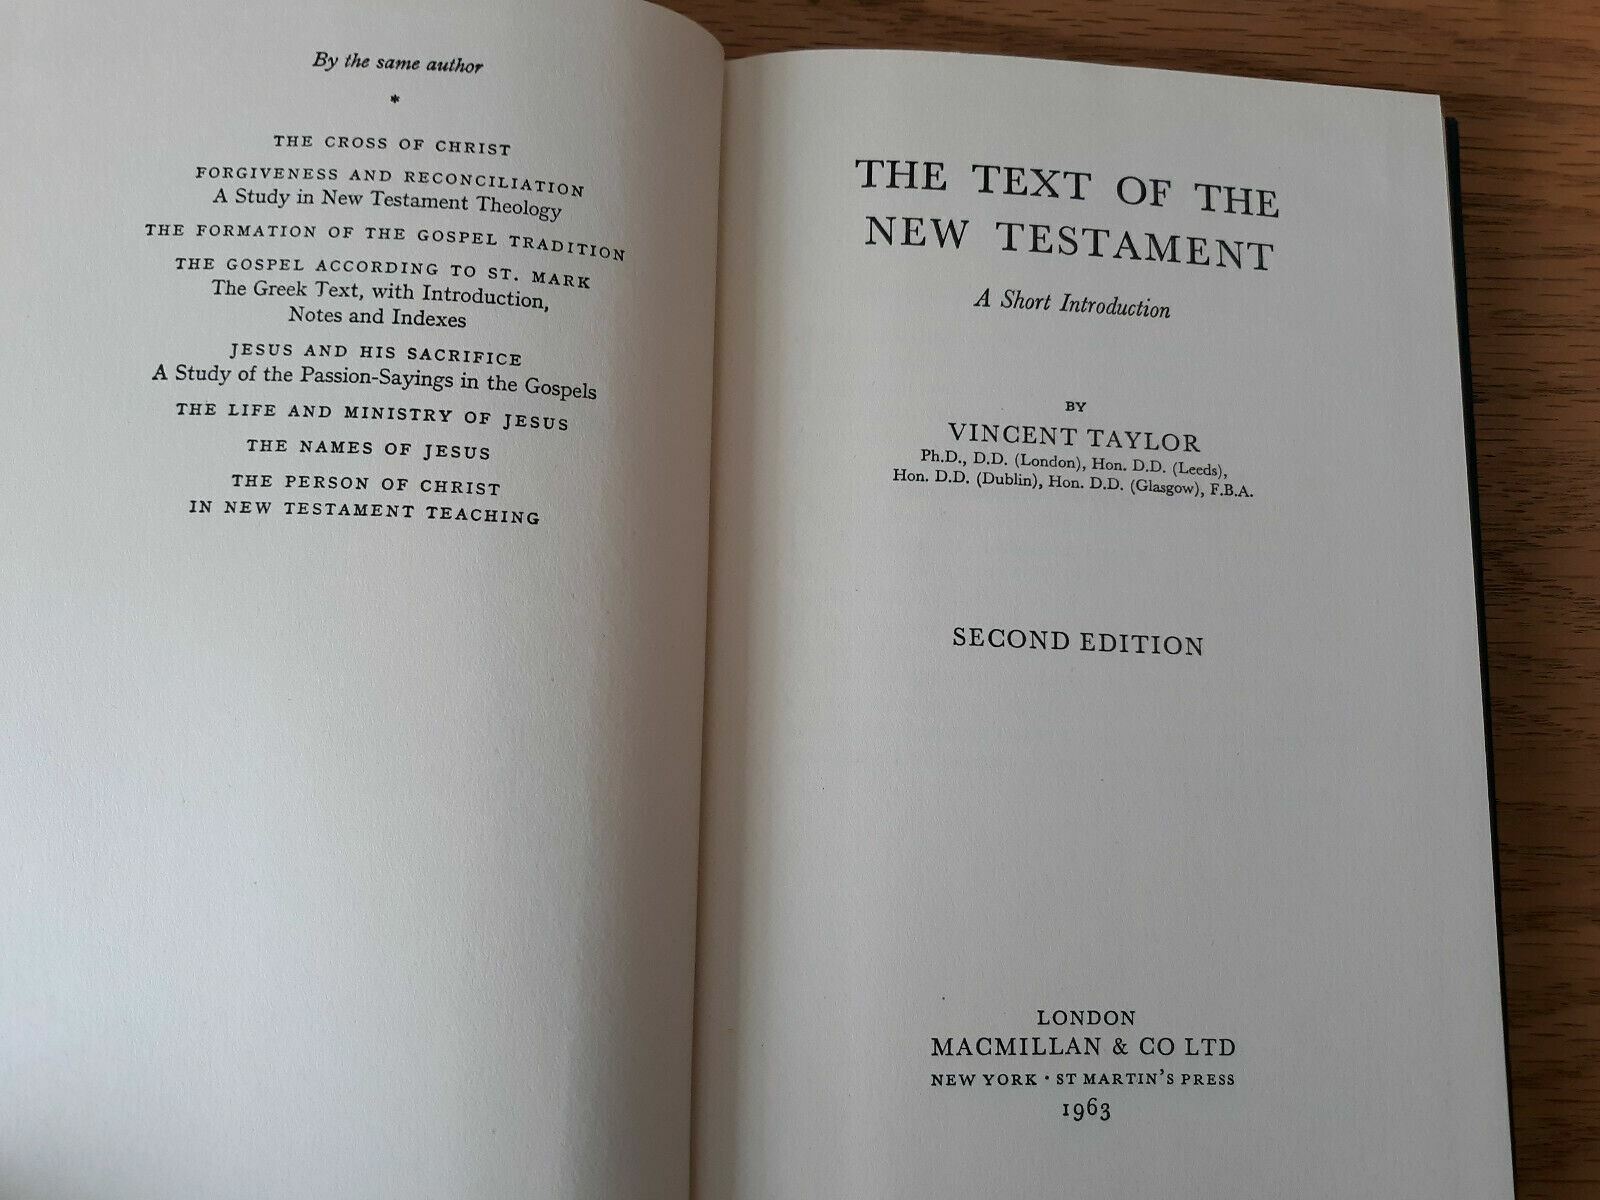 By the same author
*
THE CROSS OF CHRIST
FORGIVENESS AND RECONCILIATION
A Study in New Testament Theology
THE FORMATION OF THE GOSPEL TRADITION
THE GOSPEL ACCORDING TO ST. MARK
The Greek Text, with Introduction,
Notes and Indexes
JESUS AND HIS SACRIFICE
A Study of the Passion-Sayings in the Gospels
THE LIFE AND MINISTRY OF JESUS
THE NAMES OF JESUS
THE PERSON OF CHRIST
IN NEW TESTAMENT TEACHING
THE TEXT OF THE
NEW TESTAMENT
A Short Introduction
BY
VINCENT TAYLOR
Ph.D., D.D. (London), Hon. D.D. (Leeds),
Hon. D.D. (Dublin), Hon. D.D. (Glasgow), F.B.A.
SECOND EDITION
LONDON
MACMILLAN & CO LTD
NEW YORK · ST MARTIN'S PRESS
1963